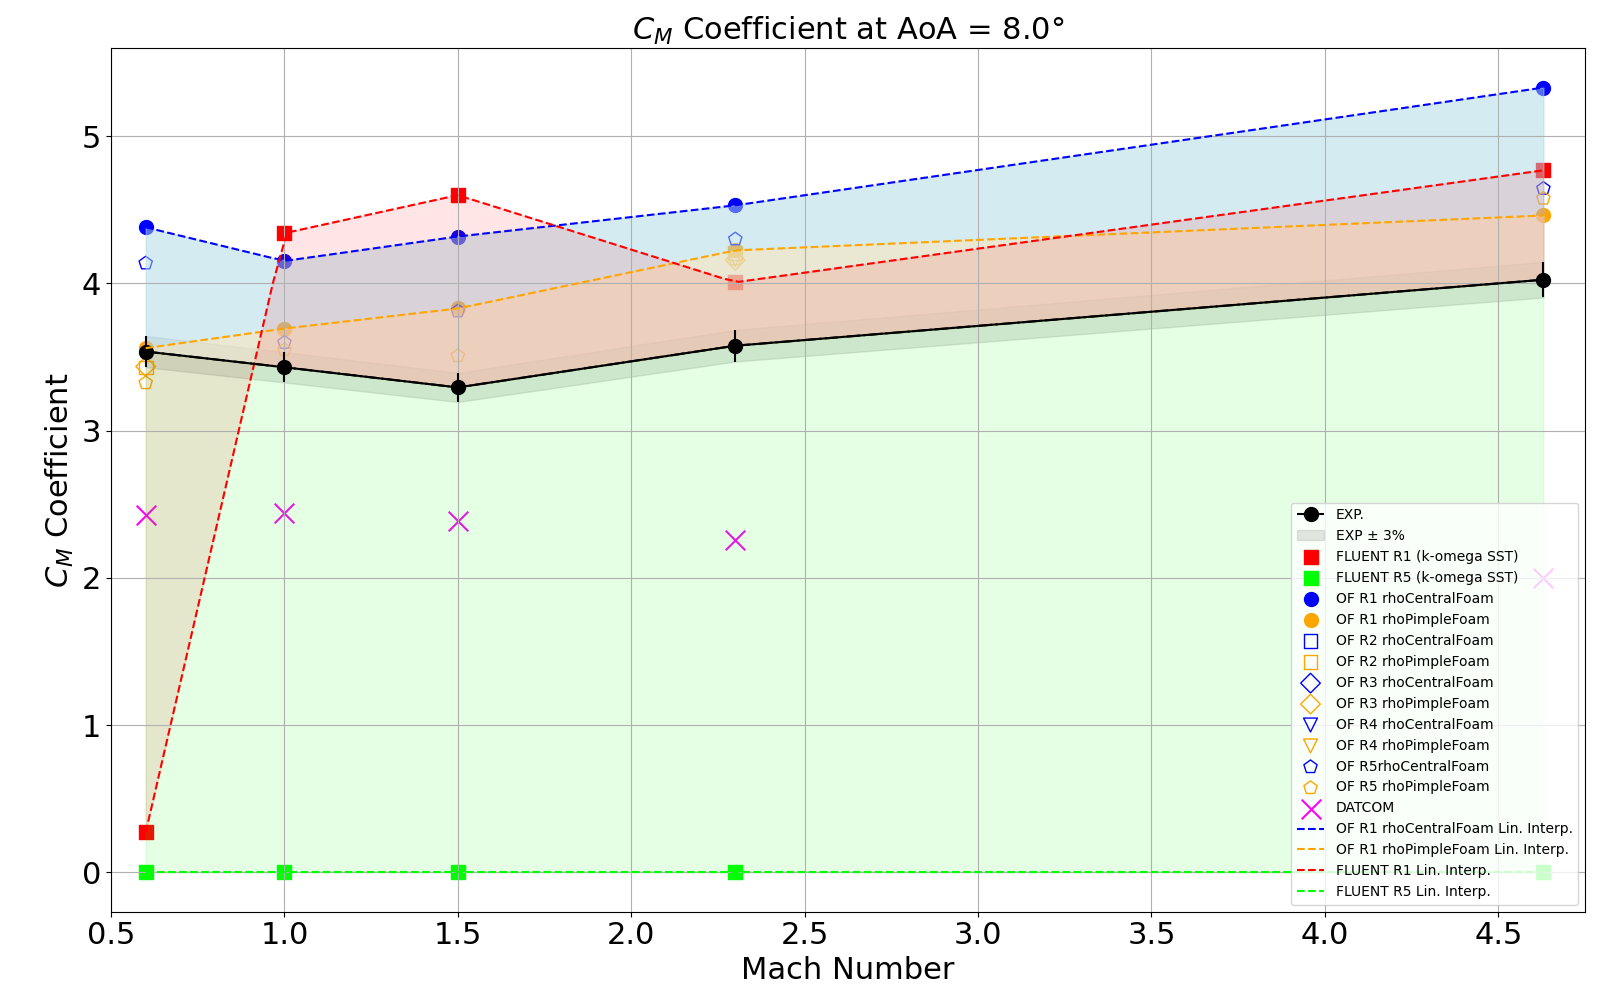 C_M Coefficient at AoA = 8.0°
C_M Coefficient
5
4
3
2
1
0
0.5 1.0 1.5 2.0 2.5 3.0 3.5 4.0 4.5
Mach Number
EXP.
EXP ± 3%
FLUENT R1 (k-omega SST)
FLUENT R5 (k-omega SST)
OF R1 rhoCentralFoam
OF R1 rhoPimpleFoam
OF R2 rhoCentralFoam
OF R2 rhoPimpleFoam
OF R3 rhoCentralFoam
OF R3 rhoPimpleFoam
OF R4 rhoCentralFoam
OF R4 rhoPimpleFoam
OF R5rhoCentralFoam
OF R5 rhoPimpleFoam
DATCOM
OF R1 rhoCentralFoam Lin. Interp.
OF R1 rhoPimpleFoam Lin. Interp.
FLUENT R1 Lin. Interp.
FLUENT R5 Lin. Interp.